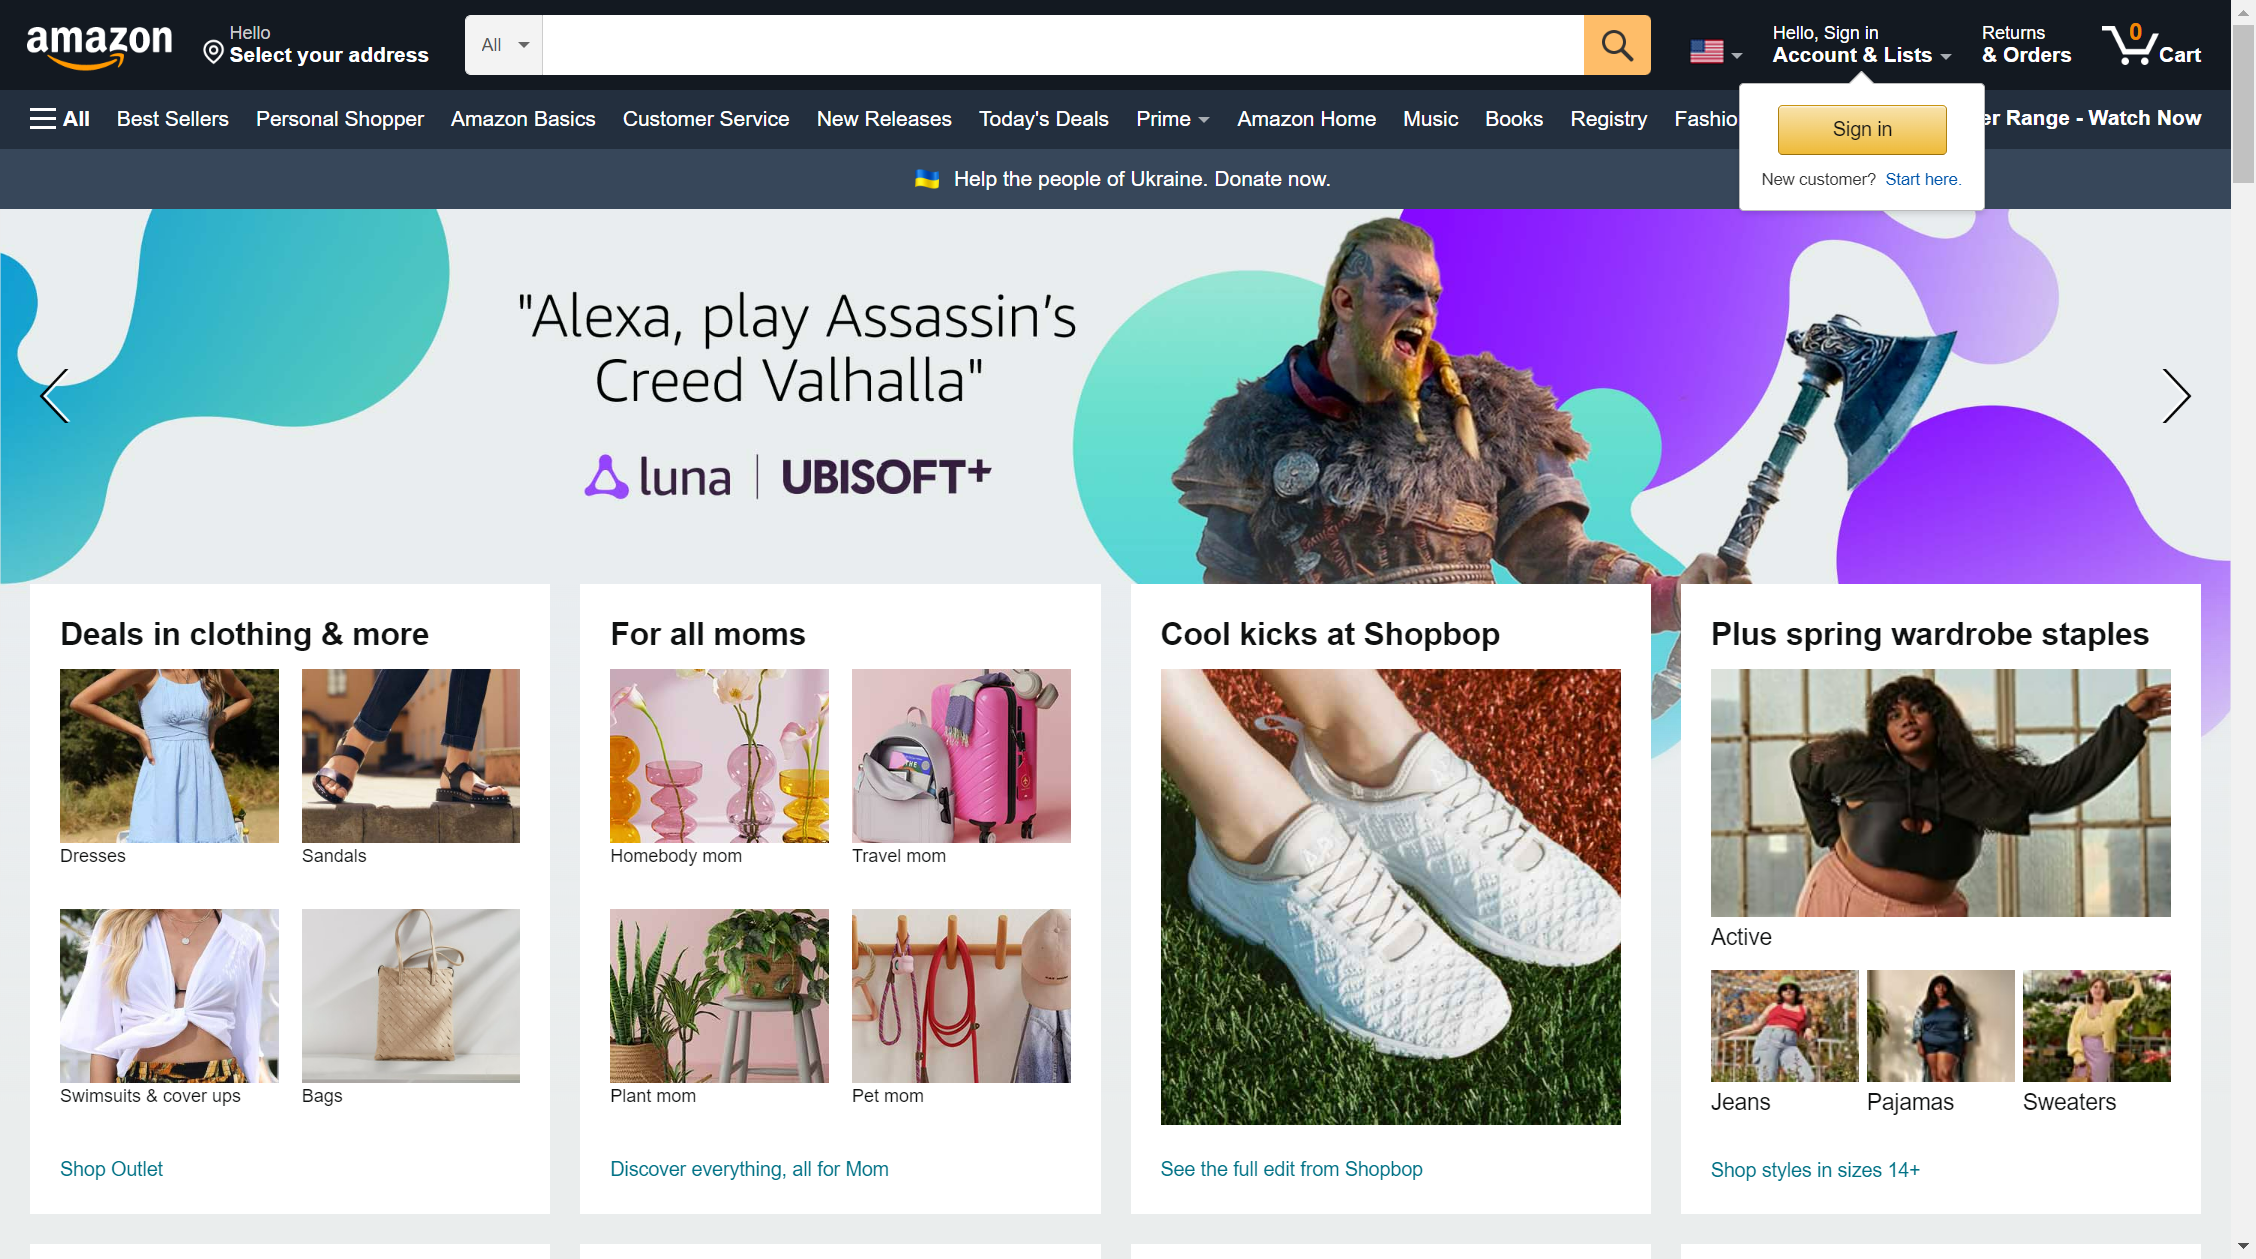 amazon
Hello
Select your address
All
Hello, Sign in
Account & Lists
Returns
& Orders
0
Cart
All
Best Sellers
Personal Shopper
Amazon Basics
Customer Service
New Releases
Today's Deals
Prime
Amazon Home
Music
Books
Registry
Fashio
er Range - Watch Now
Sign in
New customer? Start here.
Help the people of Ukraine. Donate now.
"Alexa, play Assassin's
Creed Valhalla"
luna | UBISOFT+
Deals in clothing & more
Dresses
Sandals
Swimsuits & cover ups
Bags
Shop Outlet
For all moms
Homebody mom
Travel mom
Plant mom
Pet mom
Discover everything, all for Mom
Cool kicks at Shopbop
See the full edit from Shopbop
Plus spring wardrobe staples
Active
Jeans
Pajamas
Sweaters
Shop styles in sizes 14+